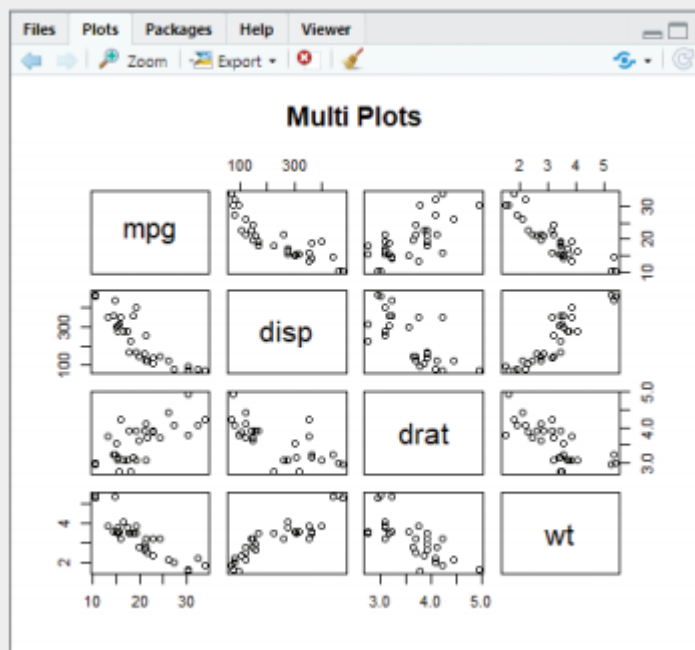 Files Plots Packages Help Viewer
Zoom Export
Multi Plots
100 300 2 3 4 5
mpg 10 20 30
100 300 disp
drat 3.0 4.0 5.0
2 4 wt
10 20 30 3.0 4.0 5.0